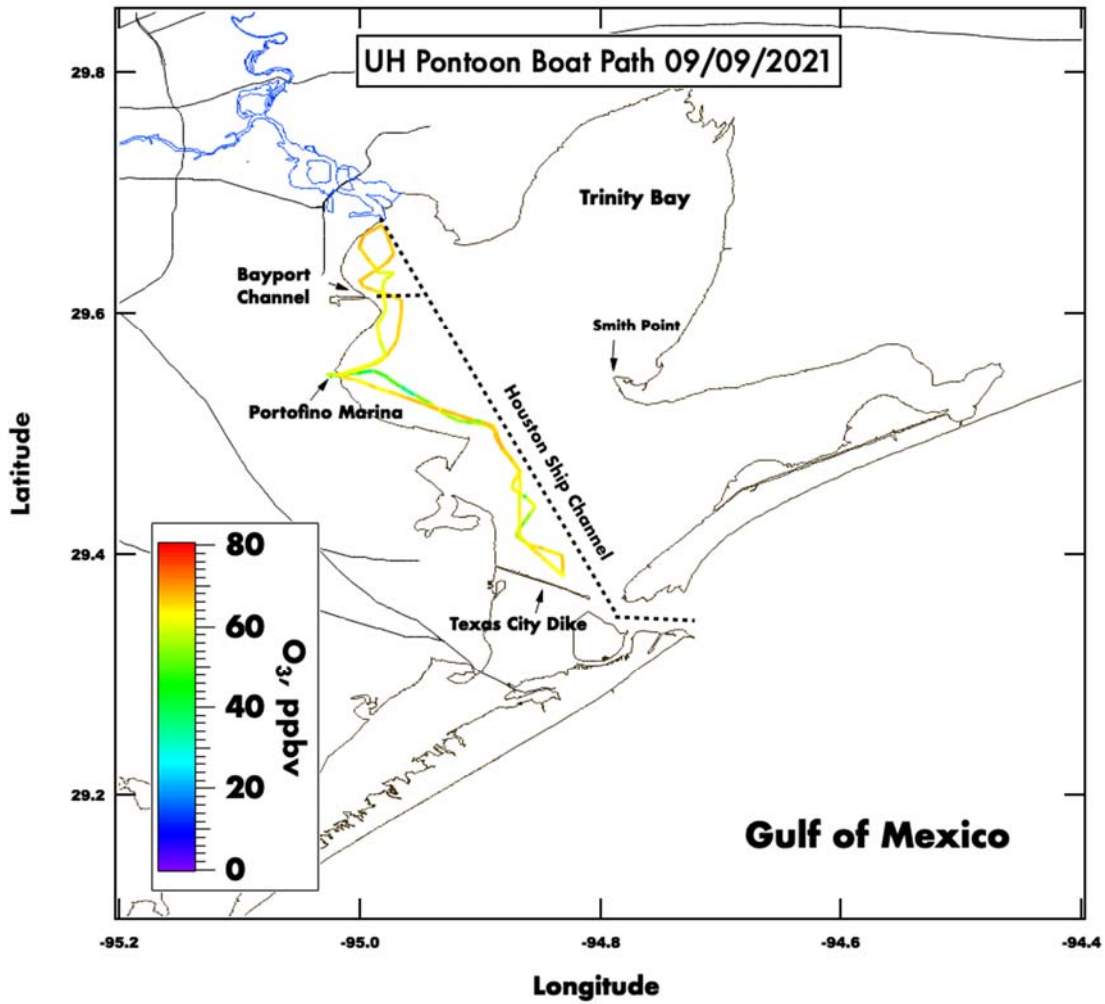 UH Pontoon Boat Path 09/09/2021
29.8
Trinity Bay
Bayport
Channel
29.6
Smith Point
Portofino Marina
Houston Ship Channel
Latitude
29.4
80
60
40
20
0
O3, ppbv
Texas City Dike
29.2
Gulf of Mexico
-95.2
-95.0
-94.8
-94.6
-94.4
Longitude